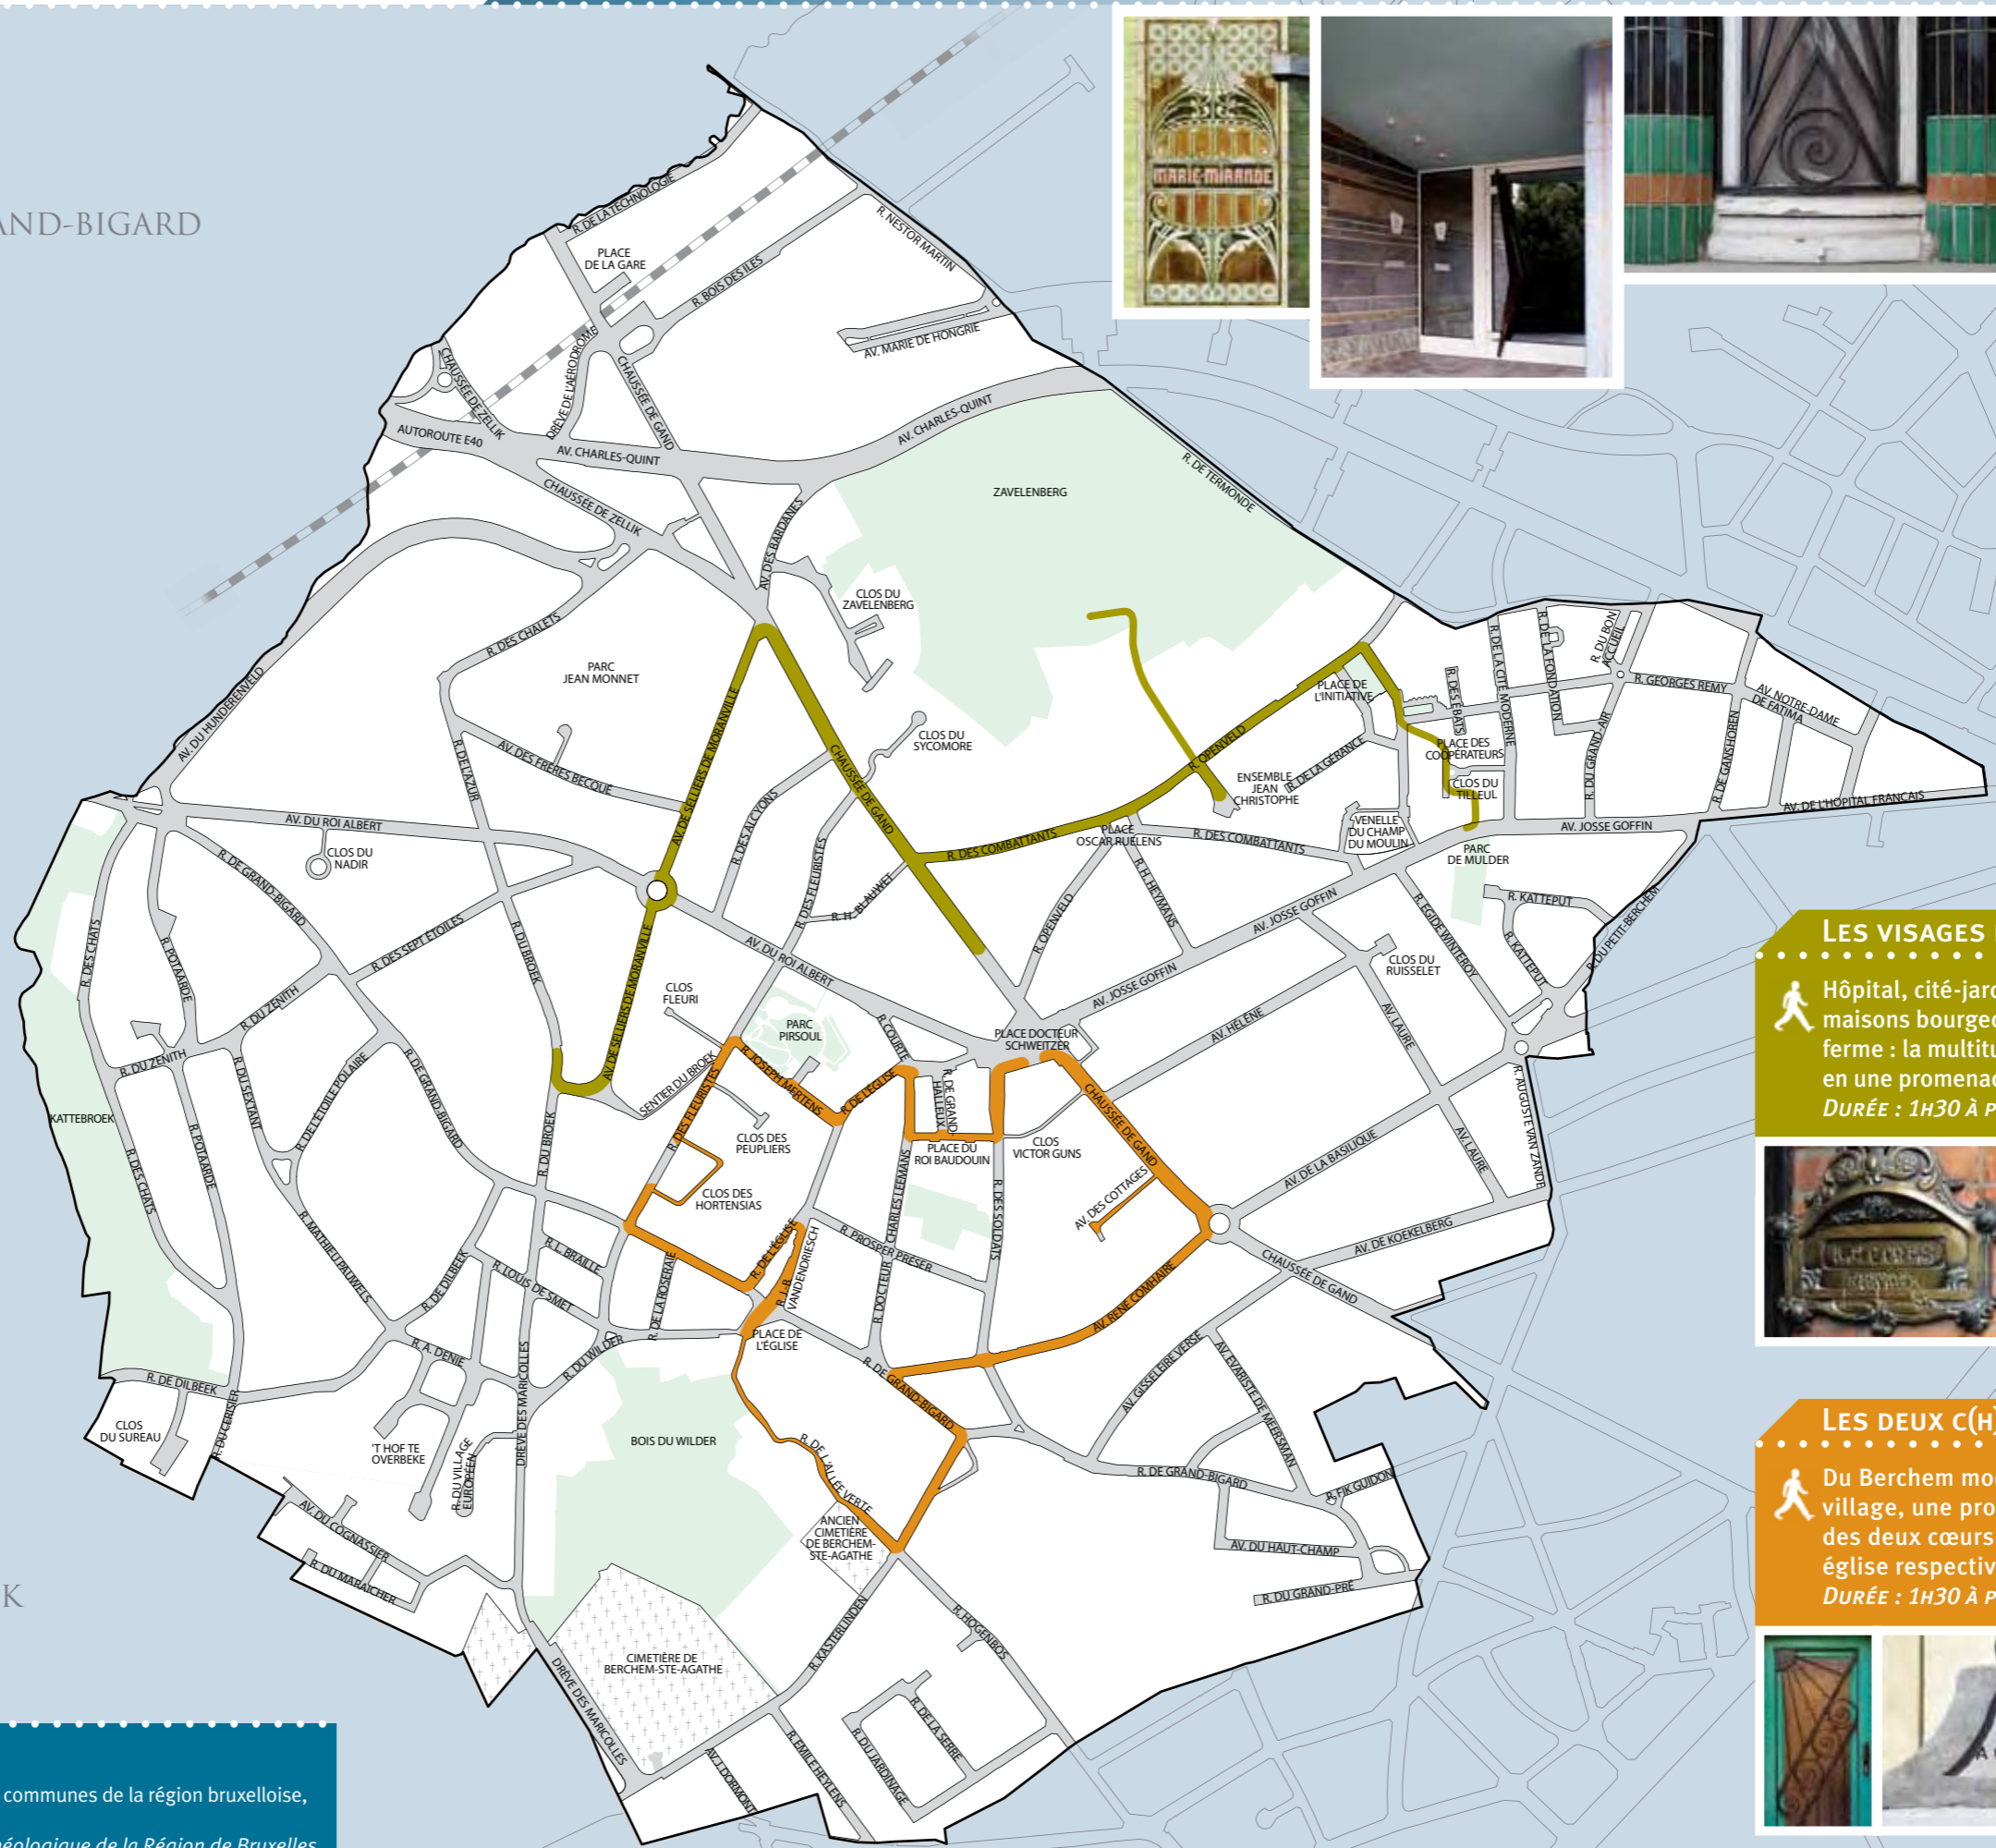 AND-BIGARD
MARIE-MIRANDE
R. DE LA TECHNOLOGIE
PLACE
DE LA GARE
R. NESTOR MARTIN
R. BOIS DES ILES
AV. MARIE DE HONGRIE
CHAUSSÉE DE ZELLIK
DRÈVE DE L'AÉRODROME
CHAUSSÉE DE GAND
AUTOROUTE E40
AV. CHARLES-QUINT
AV. CHARLES-QUINT
CHAUSSÉE DE ZELLIK
R. DE TERMONDE
ZAVELENBERG
AV. DES BARDANES
CLOS DU
ZAVELENBERG
R. DES CHALETS
PARC
JEAN MONNET
AV. DU HUNDERENVELD
R. DE L'AZUR
AV. DES FRÈRES BECQUE
AV. DE SELLIERS DE MORANVILLE
CHAUSSÉE DE GAND
CLOS DU
SYCOMORE
R. OPENVELD
PLACE DE
L'INITIATIVE
R. DES ÉBATS
R. DE LA CITÉ MODERNE
R. DE LA FONDATION
R. DU BON
ACCUEIL
R. GEORGES REMY
AV. NOTRE-DAME
DE FATIMA
PLACE DES
COOPÉRATEURS
CLOS DU
TILLEUL
R. DU GRAND-AIR
R. DE GANSHOREN
AV. DE L'HÔPITAL FRANÇAIS
ENSEMBLE
JEAN
CHRISTOPHE
R. DE LA GÉRANCE
VENELLE
DU CHAMP
DU MOULIN
AV. JOSSE GOFFIN
PARC
DE MULDER
AV. DU ROI ALBERT
CLOS DU
NADIR
R. DE GRAND-BIGARD
R. DES ALCYONS
R. DES FLEURISTES
R. H. BLAUWET
R. DES COMBATTANTS
PLACE
OSCAR RUELENS
R. DES COMBATTANTS
R. H. HEYMANS
R. OPENVELD
AV. JOSSE GOFFIN
R. EGIDE WINTEROY
R. KATTEPUT
R. KATTEPUT
R. DU PETIT-BERCHEM
R. DES CHATS
R. POTAARDE
R. DES SEPT ÉTOILES
R. DU BROEK
AV. DE SELLIERS DE MORANVILLE
AV. DU ROI ALBERT
CLOS
FLEURI
PARC
PIRSOUL
R. COURTE
PLACE DOCTEUR
SCHWEITZER
AV. JOSSE GOFFIN
AV. HÉLÈNE
CLOS DU
RUISSELET
AV. LAURE
R. DU ZENITH
R. DU ZENITH
KATTEBROEK
R. DU SEXTANT
R. DE L'ÉTOILE POLAIRE
R. DE GRAND-BIGARD
SENTIER DU BROEK
R. JOSEPH MERTENS
R. DE L'ÉGLISE
R. DE GRAND
HALLEUX
R. DES FLEURISTES
CLOS DES
PEUPLIERS
PLACE DU
ROI BAUDOUIN
CLOS
VICTOR GUNS
CHAUSSÉE DE GAND
R. AUGUSTE VAN ZANDE
AV. DE LA BASILIQUE
AV. LAURE
R. DES CHATS
R. POTAARDE
R. DU BROEK
CLOS DES
HORTENSIAS
R. DOCTEUR CHARLES LEEMANS
R. DES SOLDATS
AV. DES COTTAGES
AV. DE KOEKELBERG
R. MATHIEU PAUWELS
R. DE DILBEEK
R. L. BRAILLE
R. LOUIS DE SMET
R. DE LA ROSERAIE
R. DE L'ÉGLISE
R. J.-B.
VANDENDRIESCH
R. PROSPER PRÉSER
CHAUSSÉE DE GAND
AV. RENÉ COMHAIRE
PLACE DE
L'ÉGLISE
R. A. DENIE
R. DU WILDER
DRÈVE DES MARICOLLES
R. DE GRAND-BIGARD
AV. GISSELEIRE VERSÉ
AV. EVARISTE DE MEERSMAN
R. DE DILBEEK
R. DU CERISIER
CLOS
DU SUREAU
'T HOF TE
OVERBEKE
R. DU VILLAGE
EUROPÉEN
BOIS DU WILDER
R. DE L'ALLÉE VERTE
R. DE GRAND-BIGARD
R. FIK GUIDON
AV. DU COGNASSIER
R. DU MARAICHER
ANCIEN
CIMETIÈRE
DE BERCHEM-
STE-AGATHE
AV. DU HAUT-CHAMP
R. DU GRAND-PRÉ
K
CIMETIÈRE DE
BERCHEM-STE-AGATHE
R. KASTERLINDEN
R. HOGENBOS
DRÈVE DES MARICOLLES
R. DE LA SERRE
R. DU JARDINAGE
R. EMILE HEYLENS
AV. J. DORMONT
LES VISAGES
Hôpital, cité-jard
maisons bourgeo
ferme : la multitu
en une promenad
DURÉE : 1H30 À P
LES DEUX C(H)
Du Berchem mod
village, une pro
des deux cœurs
église respectiv
DURÉE : 1H30 À P
communes de la région bruxelloise,
héologique de la Région de Bruxelles